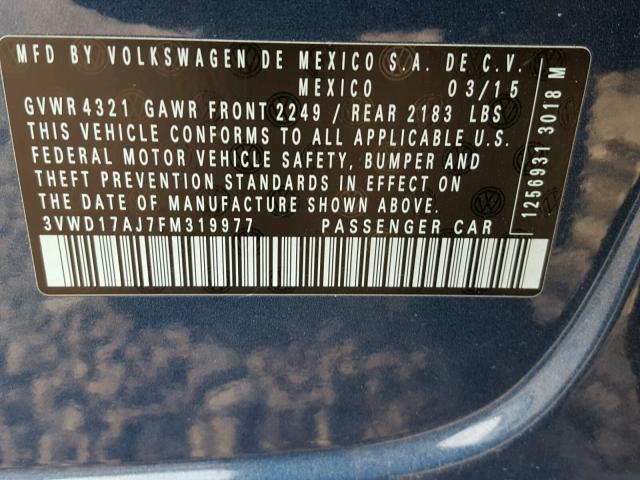 MFD BY VOLKSWAGEN DE MEXICO S.A. DE C.V.
MEXICO 03/15
GVWR 4321 GAWR FRONT 2249 / REAR 2183 LBS
THIS VEHICLE CONFORMS TO ALL APPLICABLE U.S.
FEDERAL MOTOR VEHICLE SAFETY, BUMPER AND
THEFT PREVENTION STANDARDS IN EFFECT ON
THE DATE OF MANUFACTURE SHOWN ABOVE.
3VWD17AJ7FM319977 PASSENGER CAR
1256931 3018 M